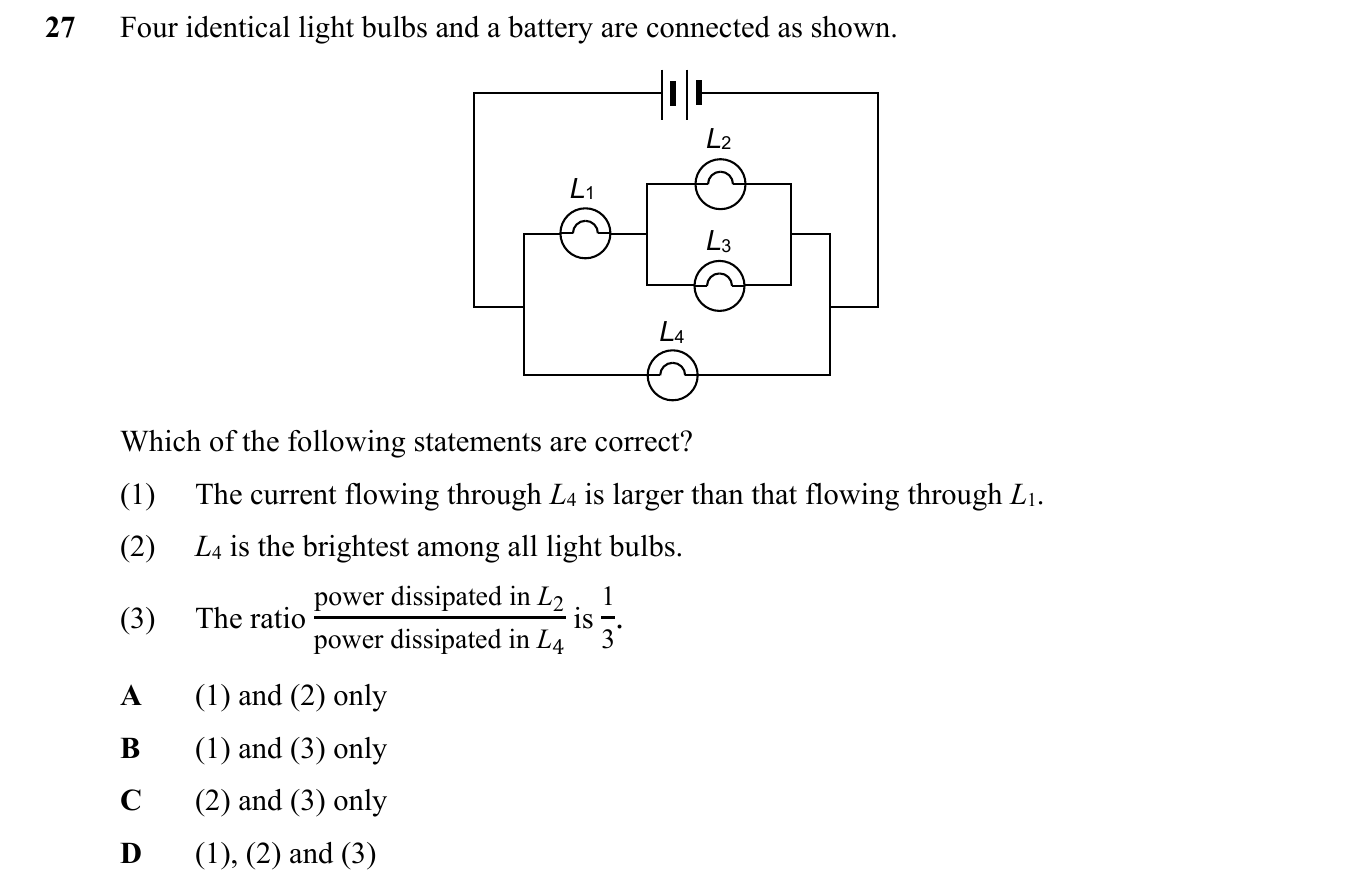 27 Four identical light bulbs and a battery are connected as shown.
L2
L1
L3
L4
Which of the following statements are correct?
(1) The current flowing through L4 is larger than that flowing through L1.
(2) L4 is the brightest among all light bulbs.
(3) The ratio power dissipated in L2 / power dissipated in L4 is 1/3.
A (1) and (2) only
B (1) and (3) only
C (2) and (3) only
D (1), (2) and (3)